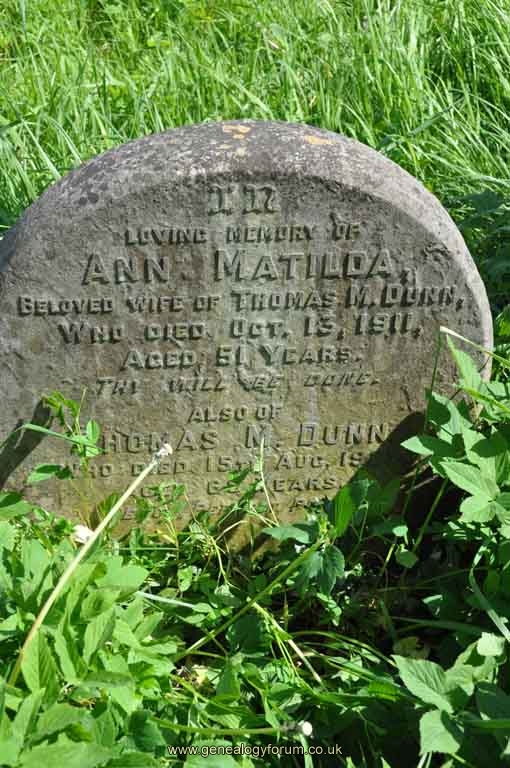 IN
LOVING MEMORY OF
ANN MATILDA,
BELOVED WIFE OF THOMAS M. DUNN,
WHO DIED OCT. 13, 1911,
AGED 51 YEARS.
THY WILL BE DONE.
ALSO OF
THOMAS M. DUNN
WHO DIED 15TH AUG. 19
YEARS.
www.genealogyforum.co.uk